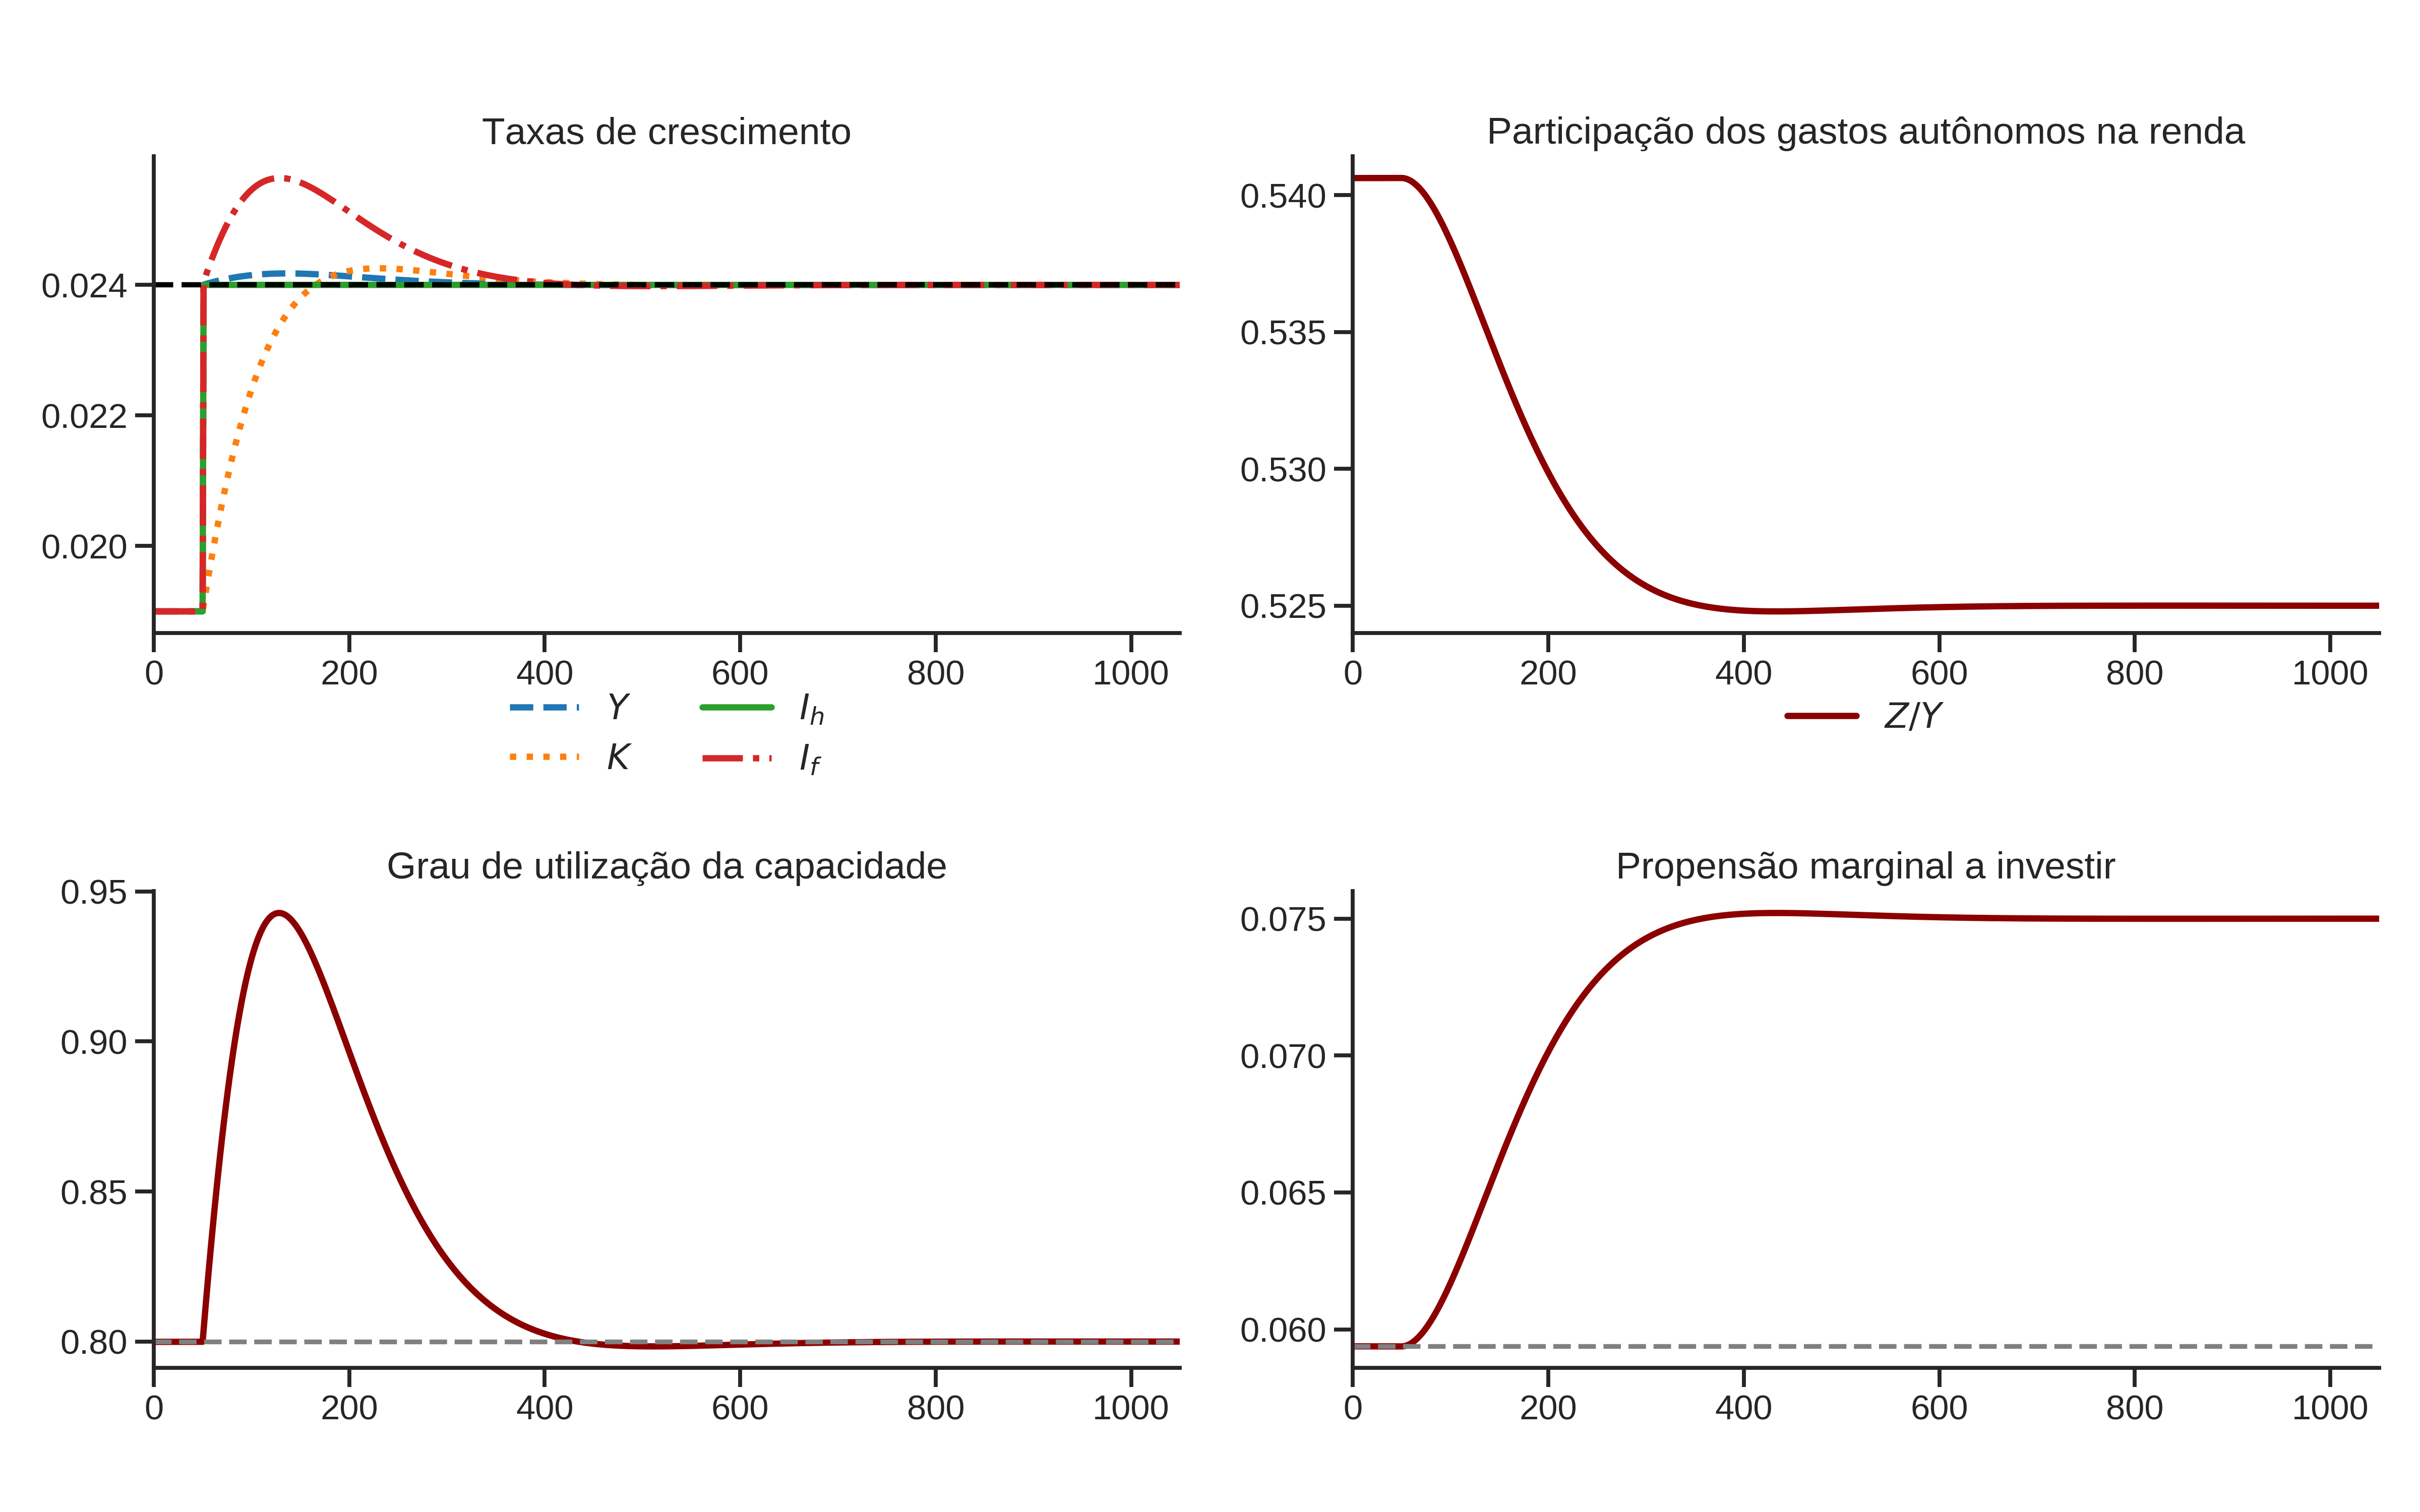 Taxas de crescimento
0.024
0.022
0.020
0 200 400 600 800 1000
Y I_h
K I_f
Participação dos gastos autônomos na renda
0.540
0.535
0.530
0.525
0 200 400 600 800 1000
Z/Y
Grau de utilização da capacidade
0.95
0.90
0.85
0.80
0 200 400 600 800 1000
Propensão marginal a investir
0.075
0.070
0.065
0.060
0 200 400 600 800 1000